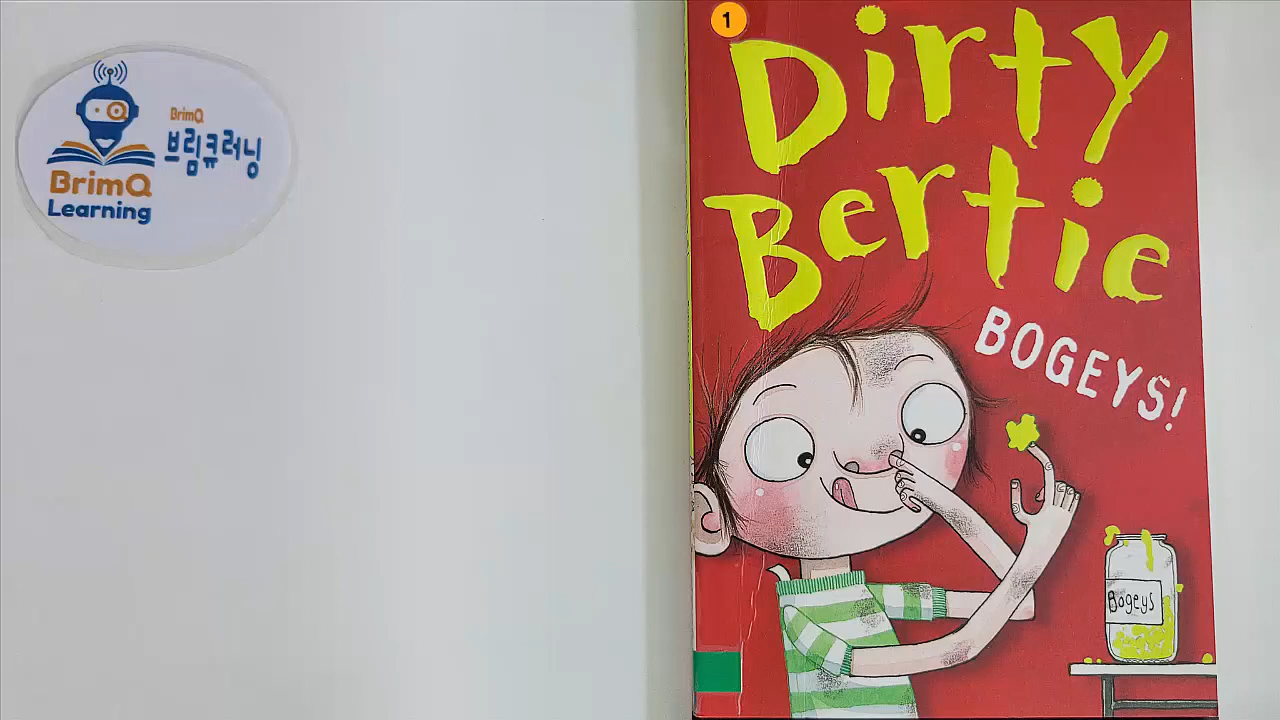 BrimQ
브림큐러닝
BrimQ
Learning
1
Dirty
Bertie
BOGEYS!
Bogeys